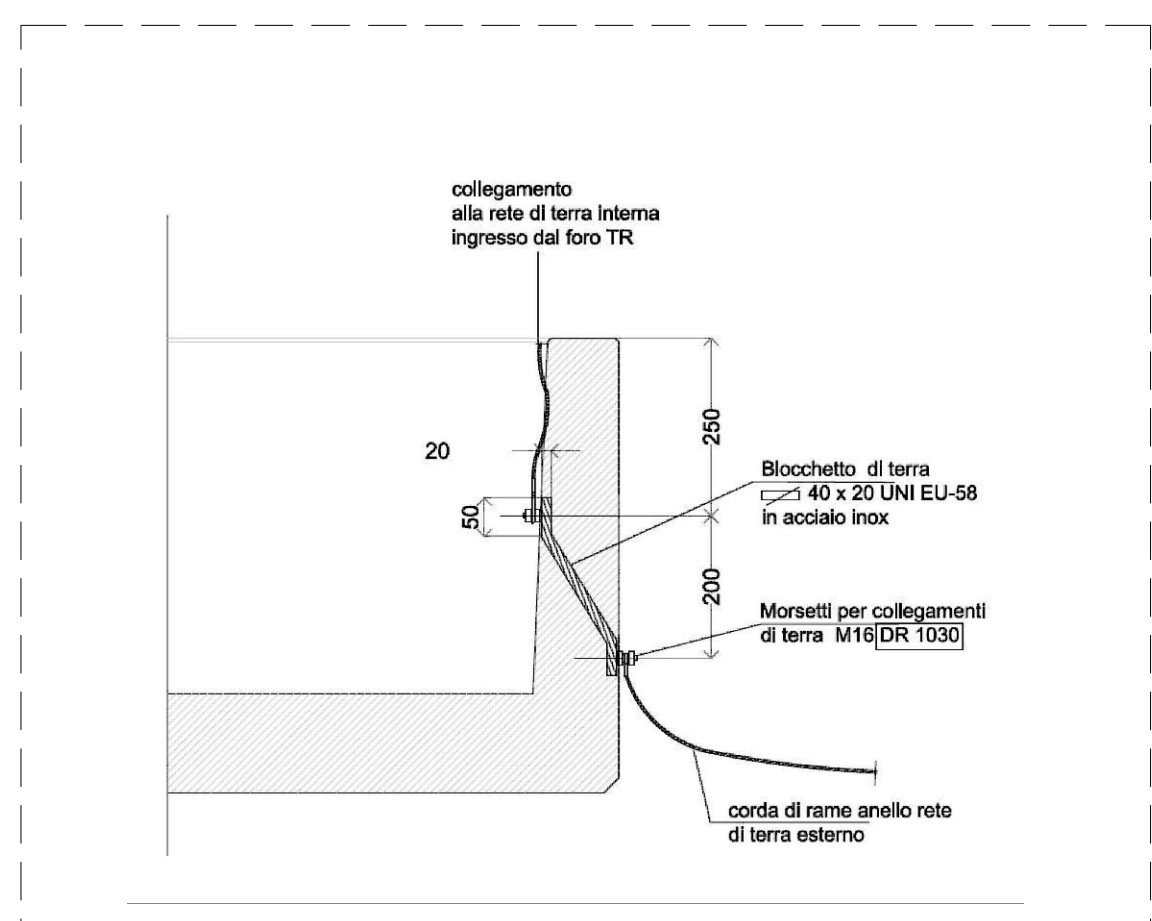 collegamento
alla rete di terra interna
ingresso dal foro TR
20
50
250
200
Blocchetto di terra
40 x 20 UNI EU-58
in acciaio inox
Morsetti per collegamenti
di terra M16 DR 1030
corda di rame anello rete
di terra esterno